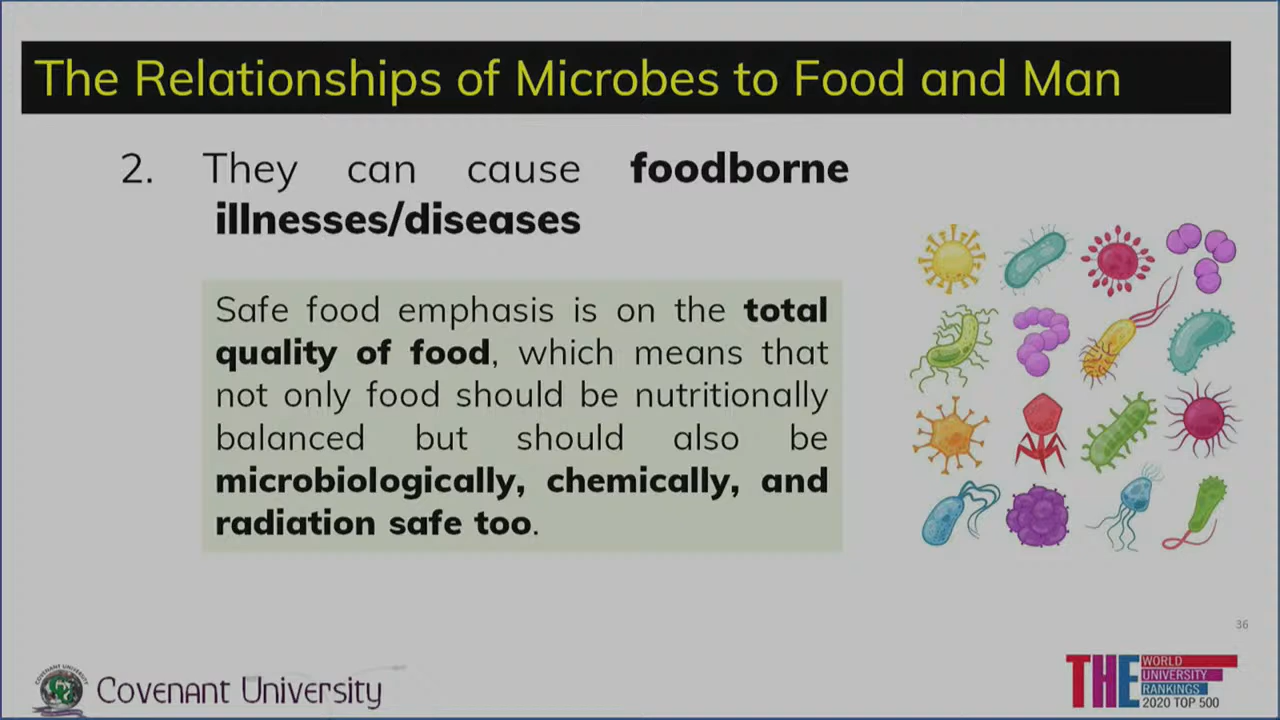 The Relationships of Microbes to Food and Man
2. They can cause foodborne
illnesses/diseases
Safe food emphasis is on the total
quality of food, which means that
not only food should be nutritionally
balanced but should also be
microbiologically, chemically, and
radiation safe too.
36
Covenant University
THE WORLD
UNIVERSITY
RANKINGS
2020 TOP 500